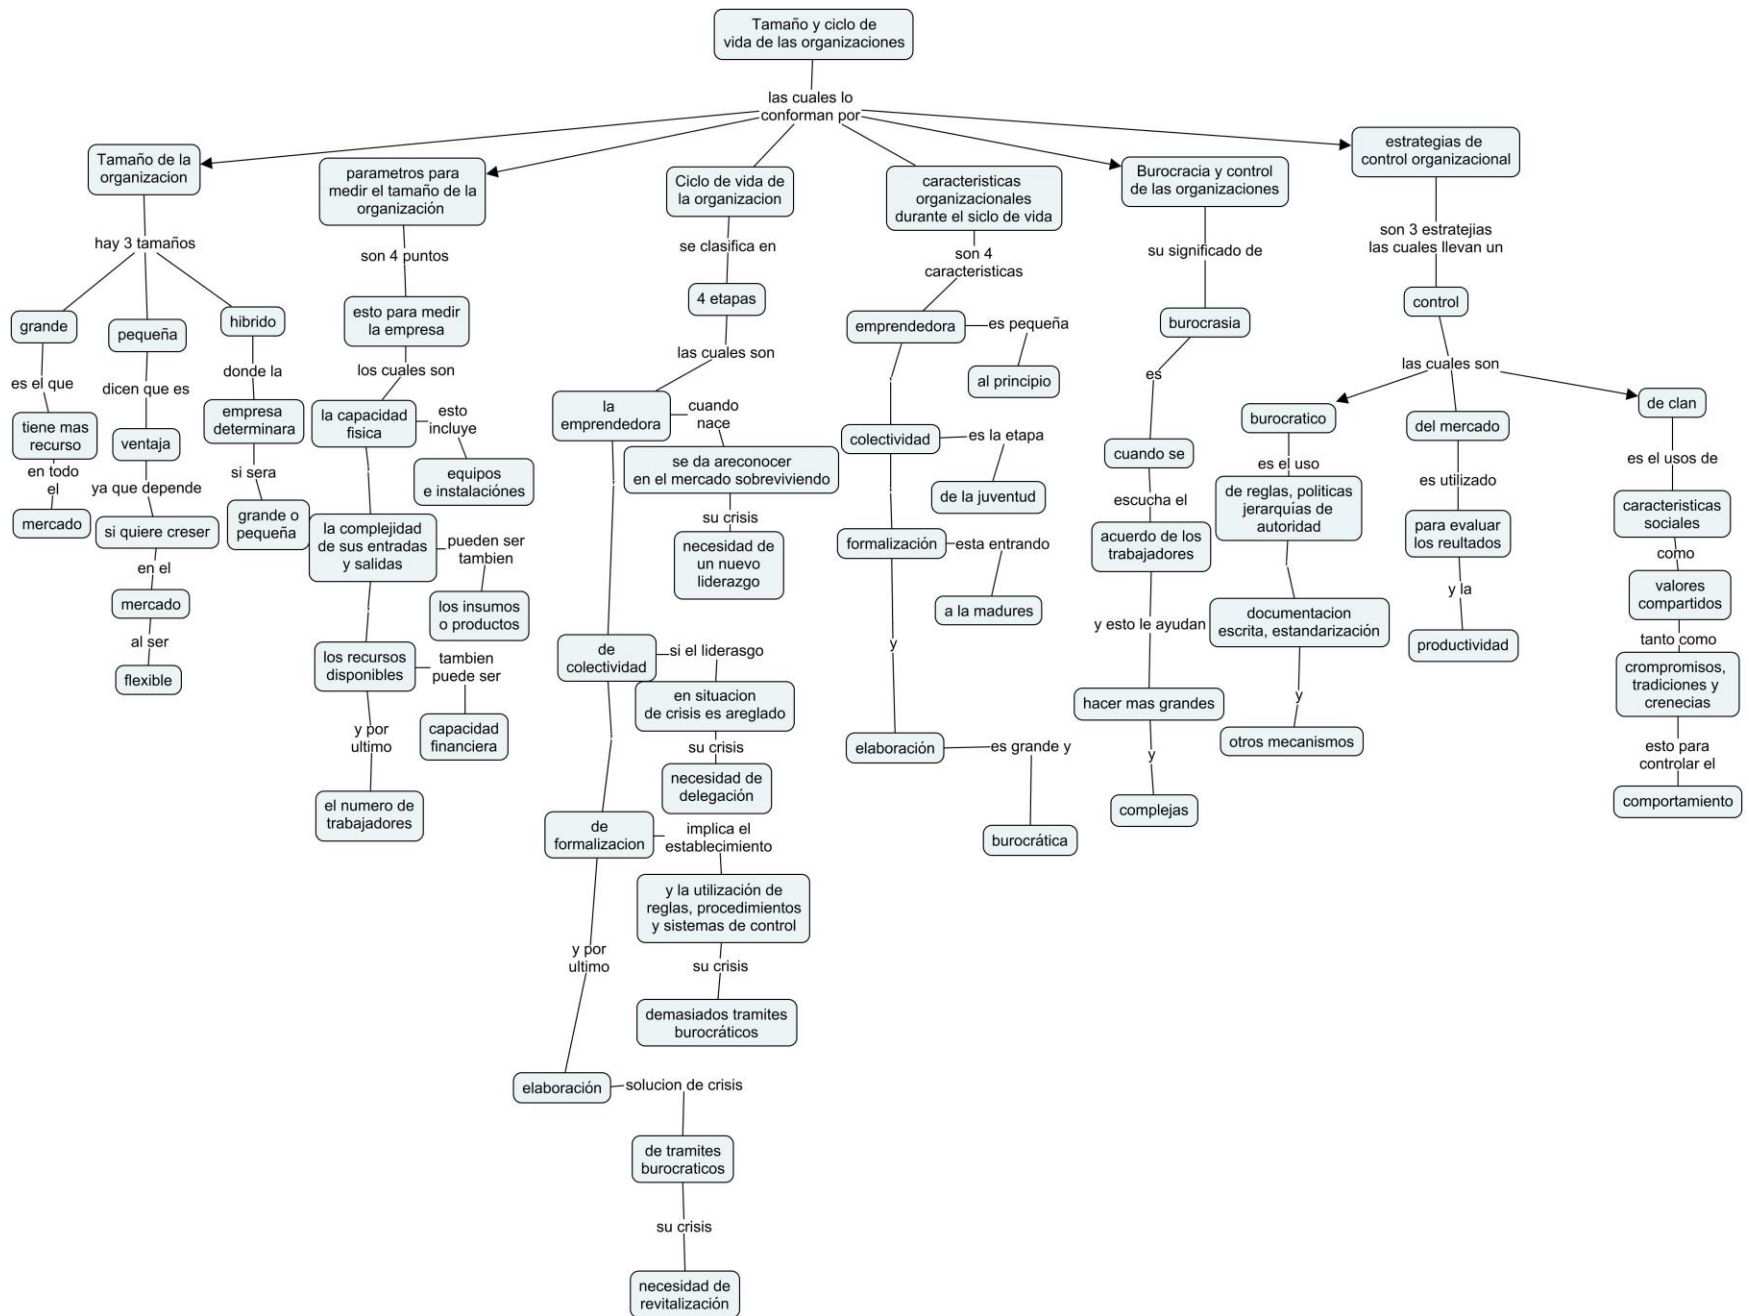 Tamaño y ciclo de
vida de las organizaciones
las cuales lo
conforman por
Tamaño de la
organizacion
hay 3 tamaños
grande
es el que
tiene mas
recurso
en todo
el
mercado
pequeña
dicen que es
ventaja
ya que depende
si quiere creser
en el
mercado
al ser
flexible
hibrido
donde la
empresa
determinara
si sera
grande o
pequeña
parametros para
medir el tamaño de la
organización
son 4 puntos
esto para medir
la empresa
los cuales son
la capacidad
fisica
esto
incluye
equipos
e instalaciónes
,
la complejidad
de sus entradas
y salidas
pueden ser
tambien
los insumos
o productos
,
los recursos
disponibles
tambien
puede ser
capacidad
financiera
y por
ultimo
el numero de
trabajadores
Ciclo de vida de
la organizacion
se clasifica en
4 etapas
las cuales son
la
emprendedora
cuando
nace
se da areconocer
en el mercado sobreviviendo
su crisis
necesidad de
un nuevo
liderazgo
,
de
colectividad
si el liderasgo
en situacion
de crisis es areglado
su crisis
necesidad de
delegación
,
de
formalizacion
implica el
establecimiento
y la utilización de
reglas, procedimientos
y sistemas de control
su crisis
demasiados tramites
burocráticos
y por
ultimo
elaboración
solucion de crisis
de tramites
burocraticos
su crisis
necesidad de
revitalización
caracteristicas
organizacionales
durante el siclo de vida
son 4
caracteristicas
emprendedora
es pequeña
al principio
,
colectividad
es la etapa
de la juventud
,
formalización
esta entrando
a la madures
y
elaboración
es grande y
burocrática
Burocracia y control
de las organizaciones
su significado de
burocrasia
es
cuando se
escucha el
acuerdo de los
trabajadores
y esto le ayudan
hacer mas grandes
y
complejas
estrategias de
control organizacional
son 3 estratejias
las cuales llevan un
control
las cuales son
burocratico
es el uso
de reglas, politicas
jerarquías de
autoridad
,
documentacion
escrita, estandarización
y
otros mecanismos
del mercado
es utilizado
para evaluar
los reultados
y la
productividad
de clan
es el usos de
caracteristicas
sociales
como
valores
compartidos
tanto como
crompromisos,
tradiciones y
crenecias
esto para
controlar el
comportamiento